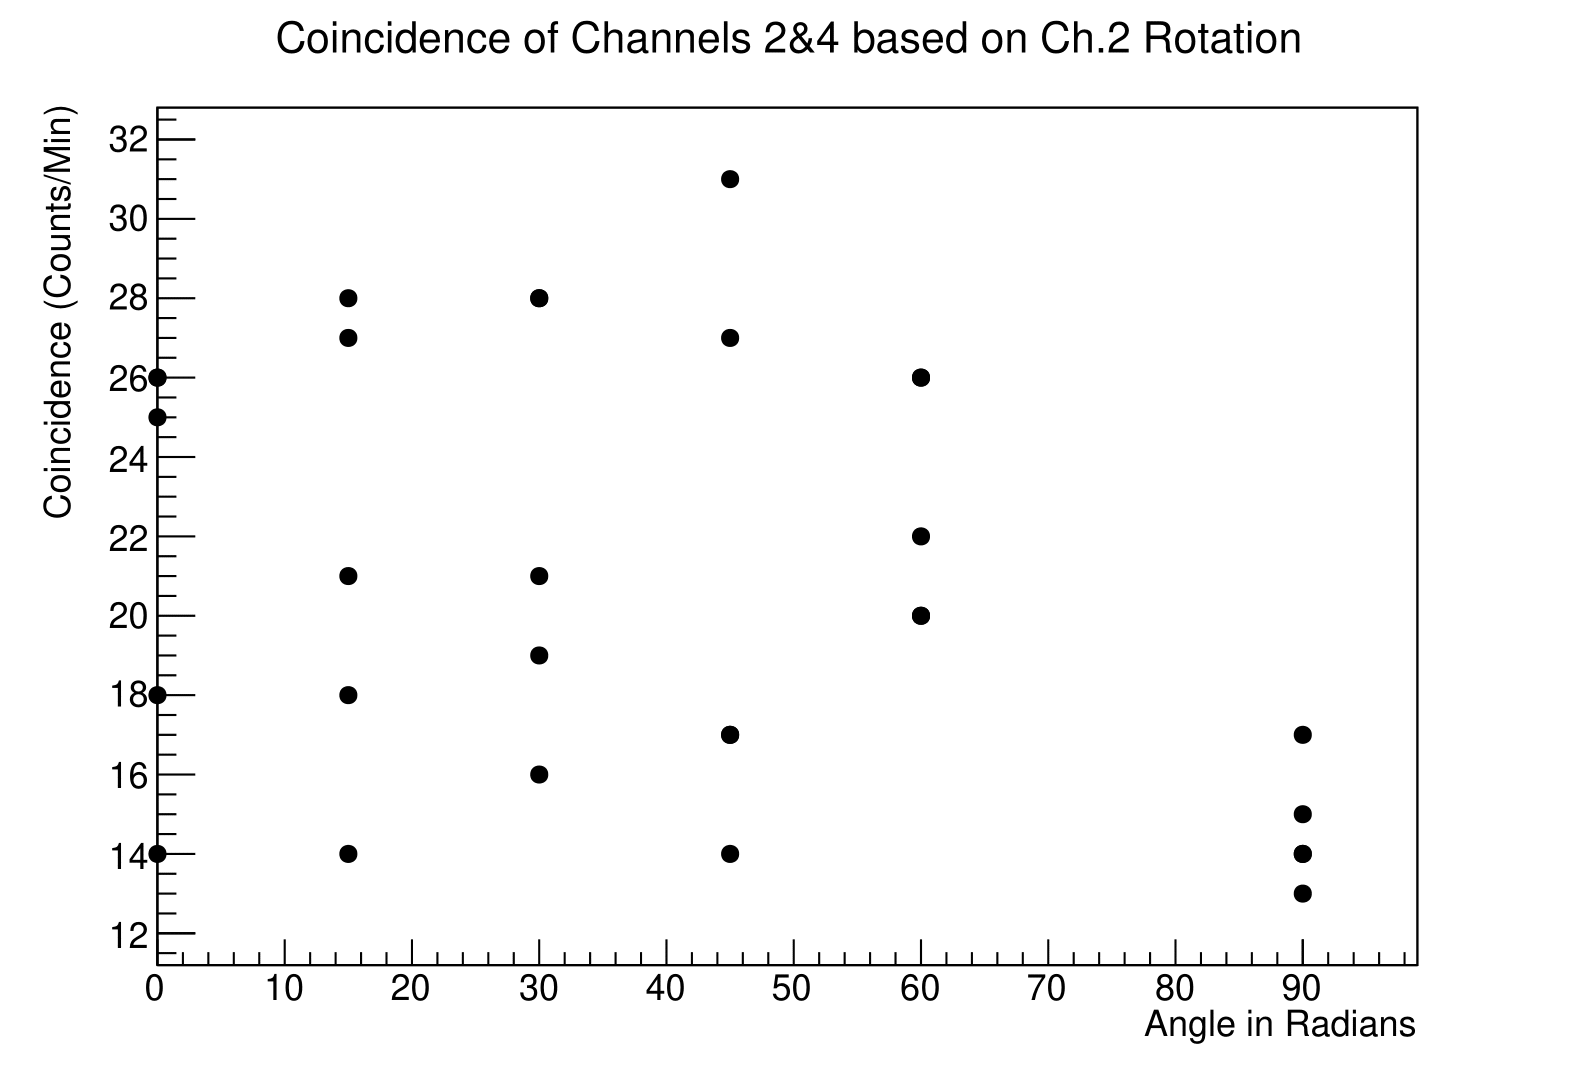 Coincidence of Channels 2&4 based on Ch.2 Rotation
Coincidence (Counts/Min)
32
30
28
26
24
22
20
18
16
14
12
0 10 20 30 40 50 60 70 80 90
Angle in Radians